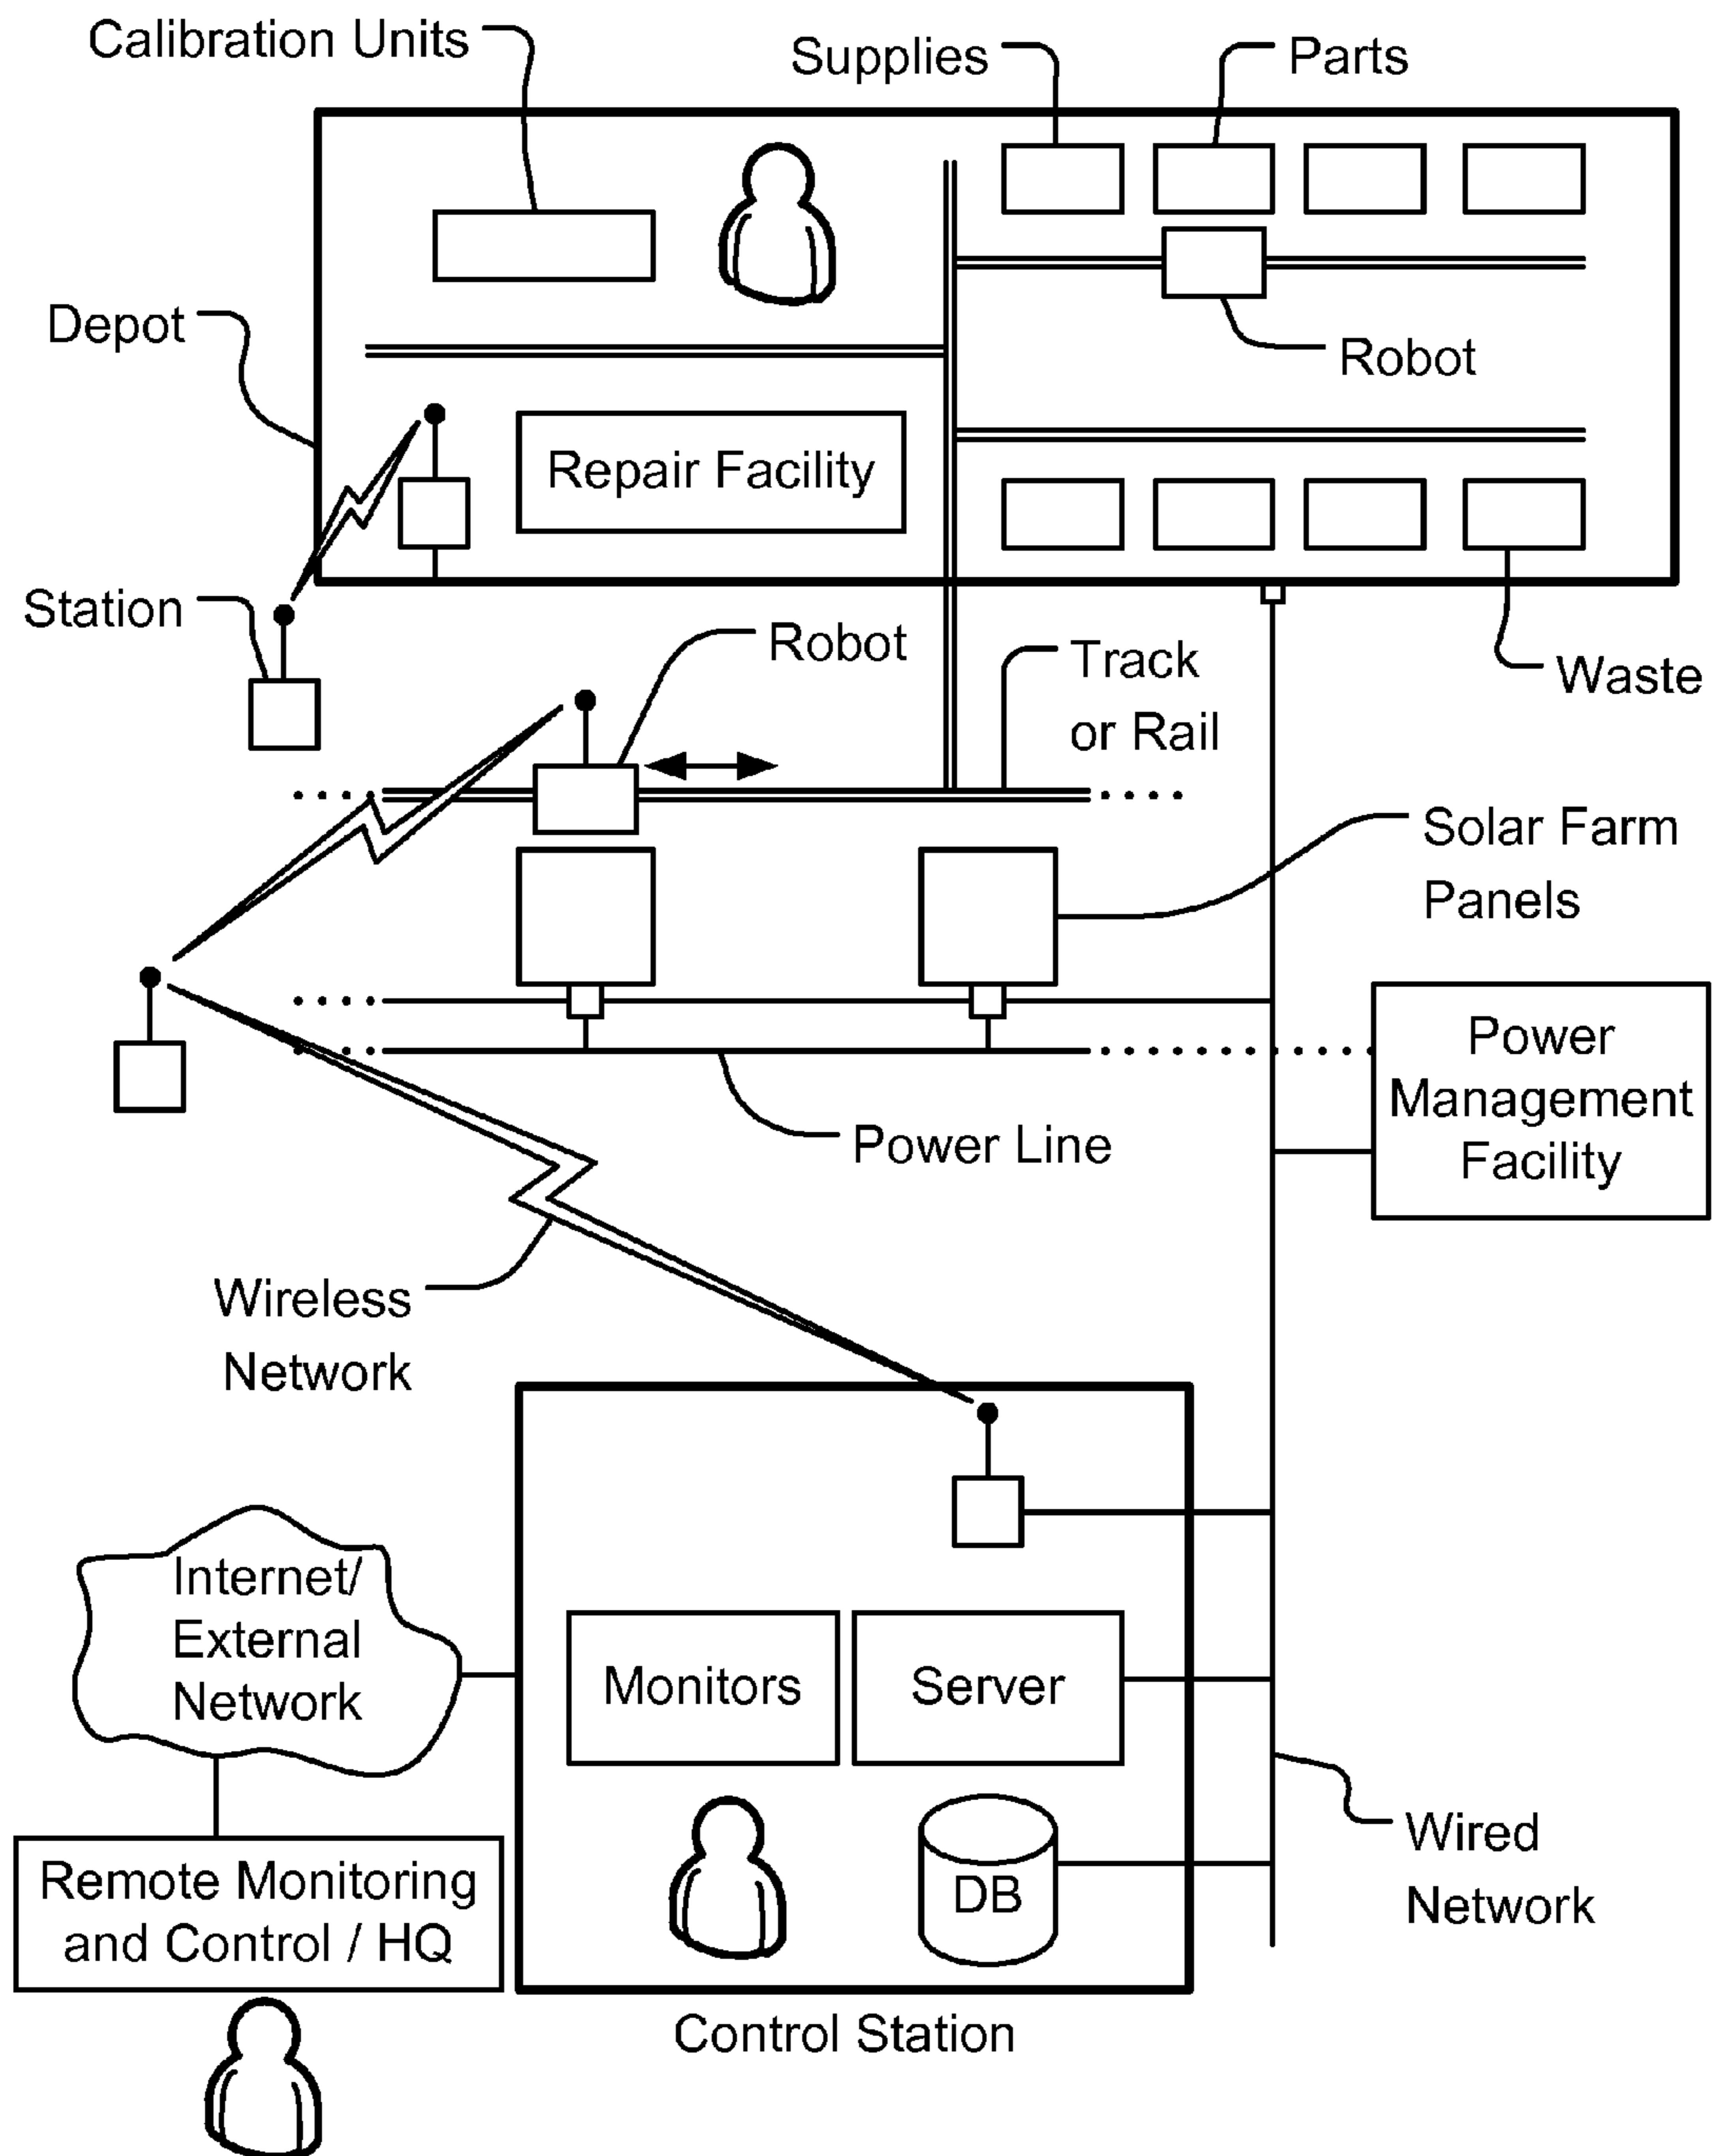 Calibration Units
Supplies
Parts
Depot
Robot
Repair Facility
Station
Robot
Track
or Rail
Waste
Solar Farm
Panels
Power
Management
Facility
Power Line
Wireless
Network
Internet/
External
Network
Monitors
Server
Wired
Network
Remote Monitoring
and Control / HQ
DB
Control Station